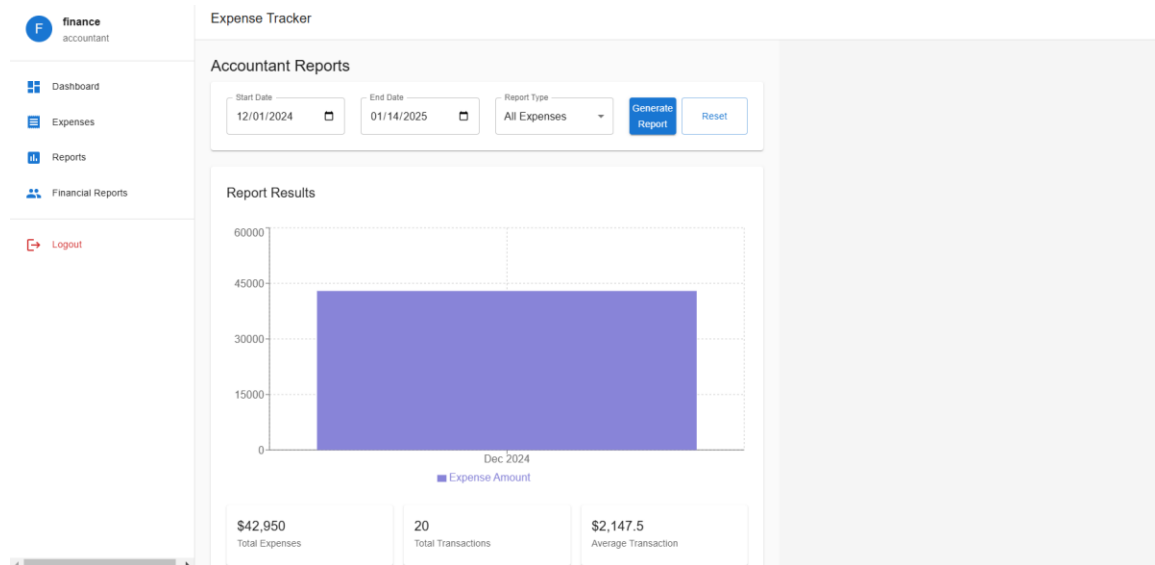 F
finance
accountant
Dashboard
Expenses
Reports
Financial Reports
Logout
Expense Tracker
Accountant Reports
Start Date
12/01/2024
End Date
01/14/2025
Report Type
All Expenses
Generate
Report
Reset
Report Results
60000
45000
30000
15000
0
Dec 2024
Expense Amount
$42,950
Total Expenses
20
Total Transactions
$2,147.5
Average Transaction